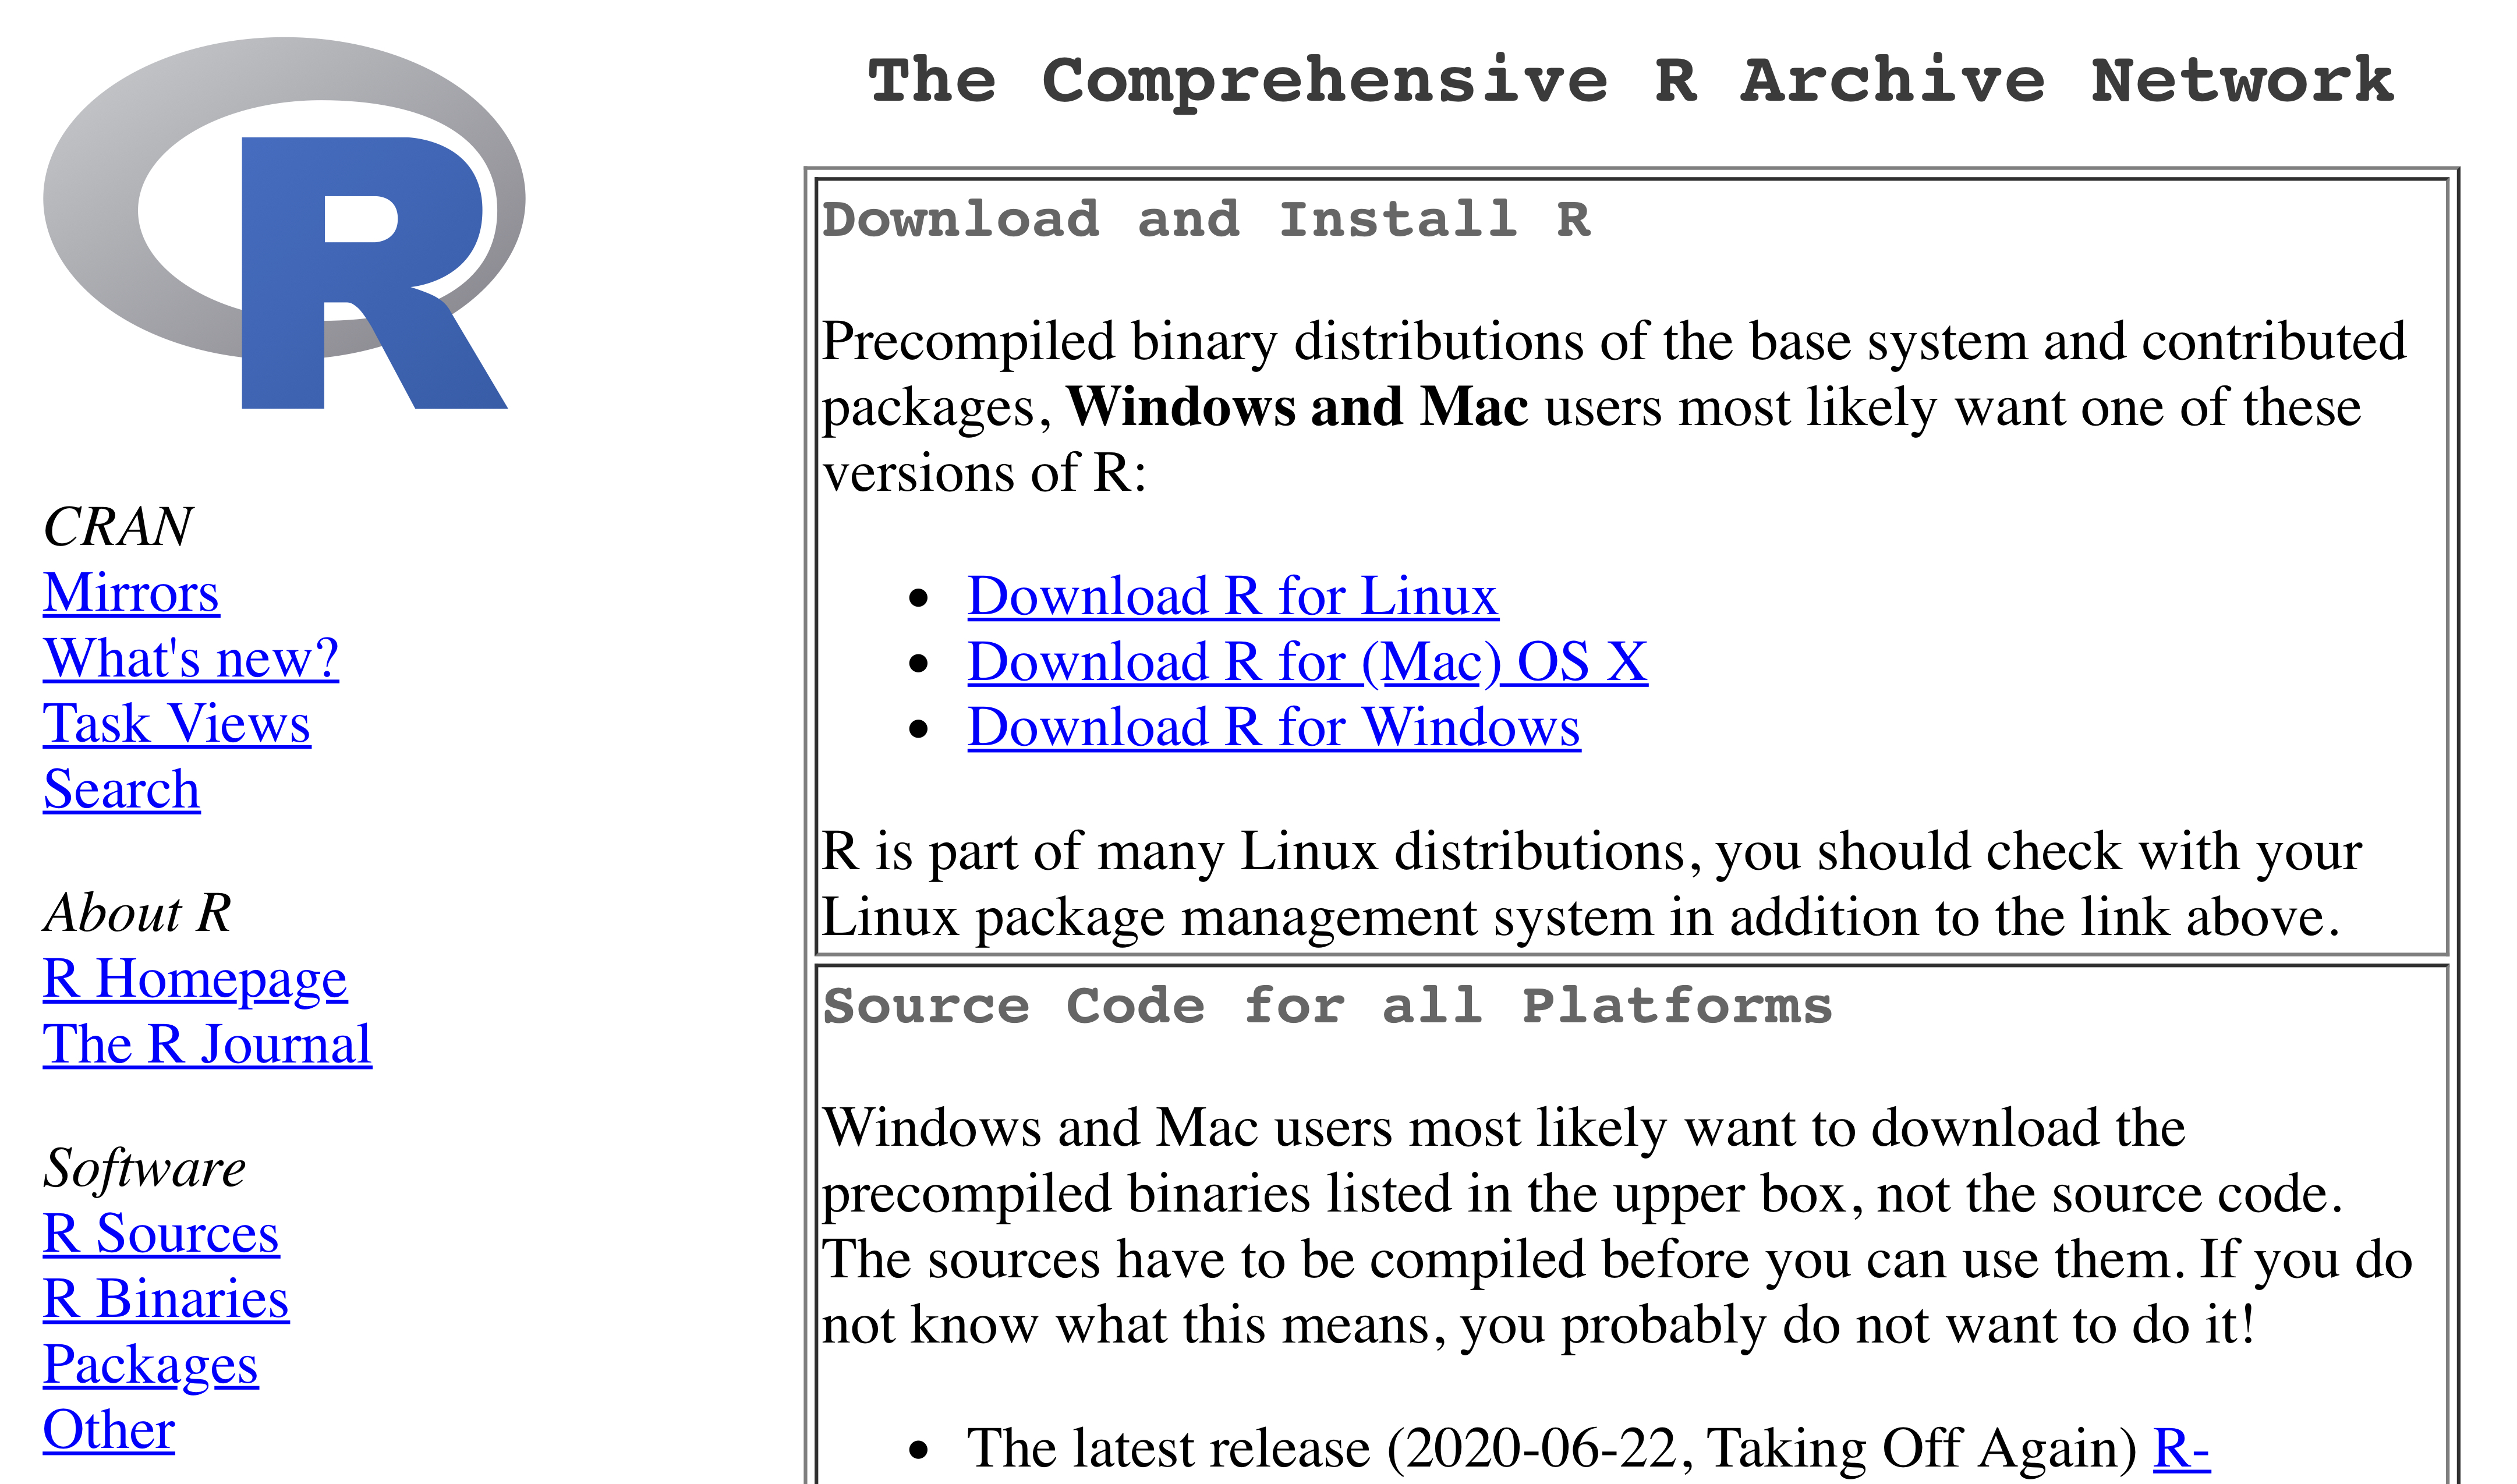 R
CRAN
Mirrors
What's new?
Task Views
Search
About R
R Homepage
The R Journal
Software
R Sources
R Binaries
Packages
Other
The Comprehensive R Archive Network
Download and Install R
Precompiled binary distributions of the base system and contributed
packages, Windows and Mac users most likely want one of these
versions of R:
• Download R for Linux
• Download R for (Mac) OS X
• Download R for Windows
R is part of many Linux distributions, you should check with your
Linux package management system in addition to the link above.
Source Code for all Platforms
Windows and Mac users most likely want to download the
precompiled binaries listed in the upper box, not the source code.
The sources have to be compiled before you can use them. If you do
not know what this means, you probably do not want to do it!
• The latest release (2020-06-22, Taking Off Again) R-